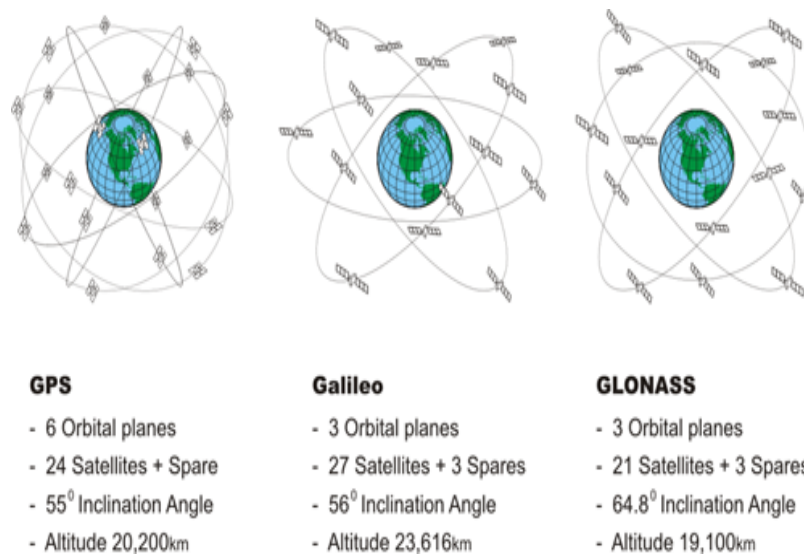 GPS
- 6 Orbital planes
- 24 Satellites + Spare
- 55⁰ Inclination Angle
- Altitude 20,200km
Galileo
- 3 Orbital planes
- 27 Satellites + 3 Spares
- 56⁰ Inclination Angle
- Altitude 23,616km
GLONASS
- 3 Orbital planes
- 21 Satellites + 3 Spares
- 64.8⁰ Inclination Angle
- Altitude 19,100km